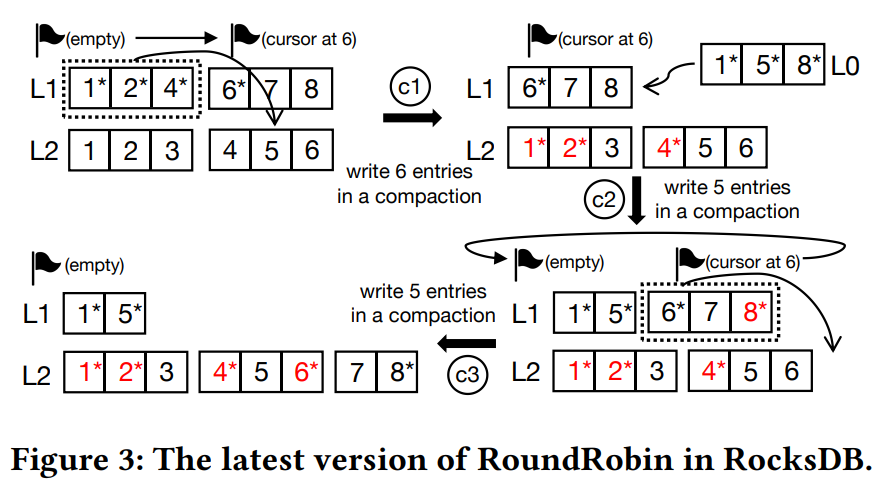 (empty) (cursor at 6)
L1 1* 2* 4* 6* 7 8
L2 1 2 3 4 5 6
c1
write 6 entries
in a compaction
(cursor at 6)
1* 5* 8* L0
L1 6* 7 8
L2 1* 2* 3 4* 5 6
c2
write 5 entries
in a compaction
(empty) (cursor at 6)
L1 1* 5* 6* 7 8*
L2 1* 2* 3 4* 5 6
write 5 entries
in a compaction
c3
(empty)
L1 1* 5*
L2 1* 2* 3 4* 5 6* 7 8*
Figure 3: The latest version of RoundRobin in RocksDB.